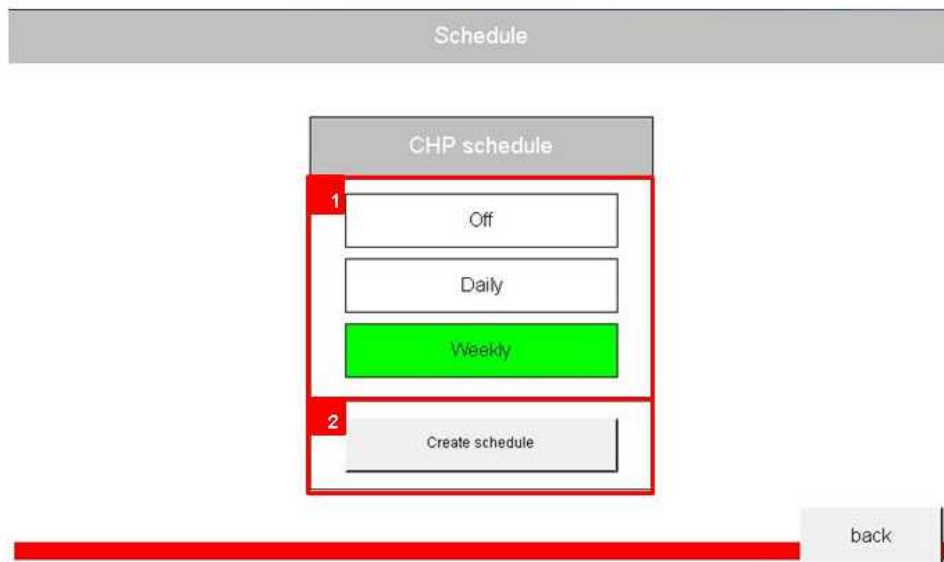 Schedule
CHP schedule
1
Off
Daily
Weekly
2
Create schedule
back